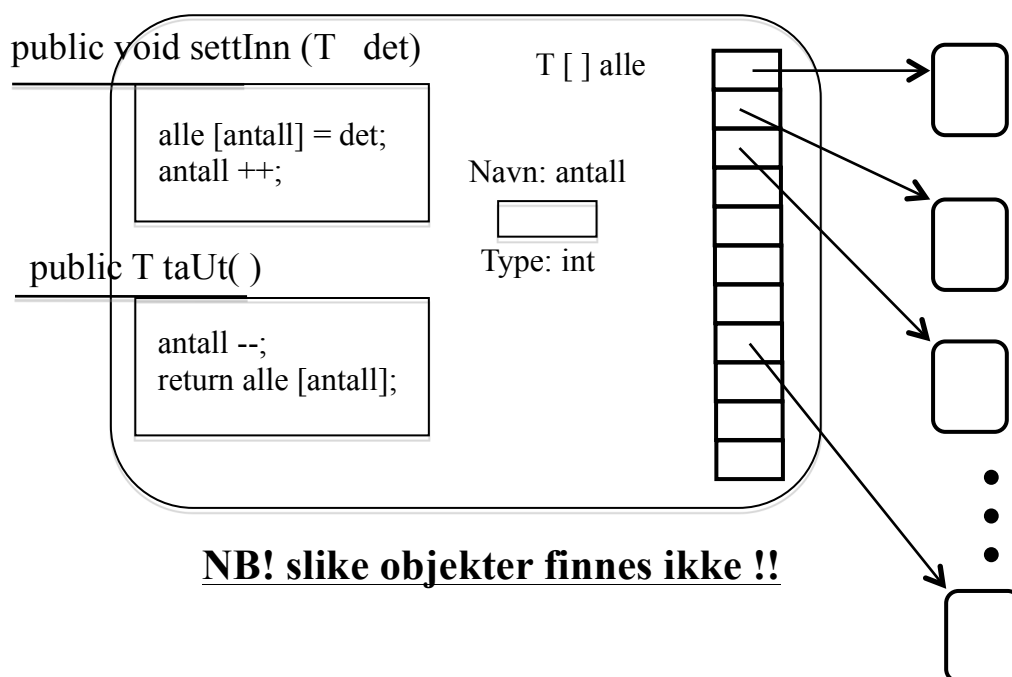 public void settInn (T det)
T [ ] alle
alle [antall] = det;
antall ++;
Navn: antall
Type: int
public T taUt( )
antall --;
return alle [antall];
NB! slike objekter finnes ikke !!